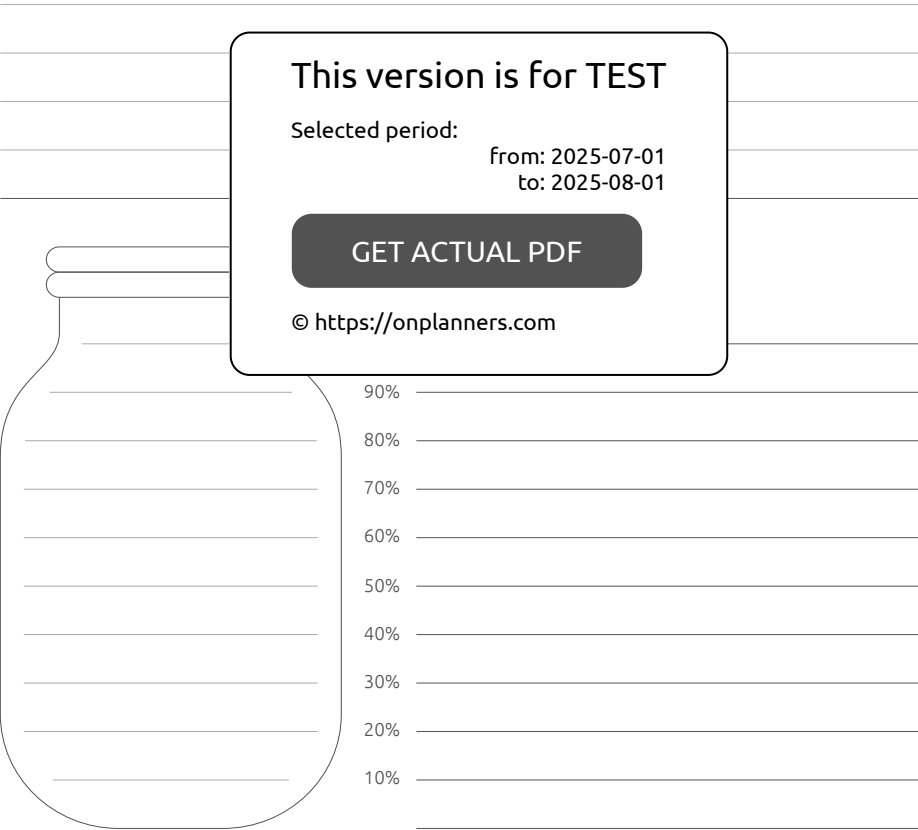 This version is for TEST
Selected period:
from: 2025-07-01
to: 2025-08-01
GET ACTUAL PDF
© https://onplanners.com
90%
80%
70%
60%
50%
40%
30%
20%
10%